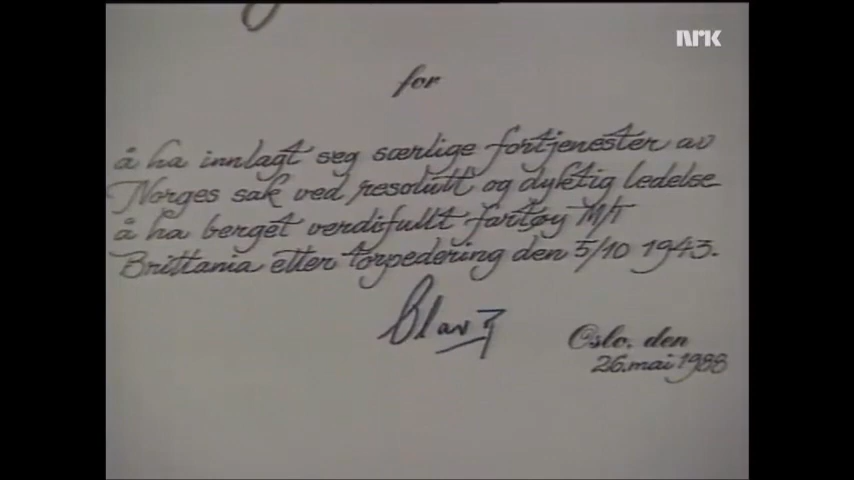 NRK
for
å ha innlagt seg særlige fortjenester av
Norges sak ved resolutt og dyktig ledelse
å ha berget verdifullt fartøy M/T
Brittania etter torpedering den 5/10 1943.
Olav
Oslo, den
26. mai 1988